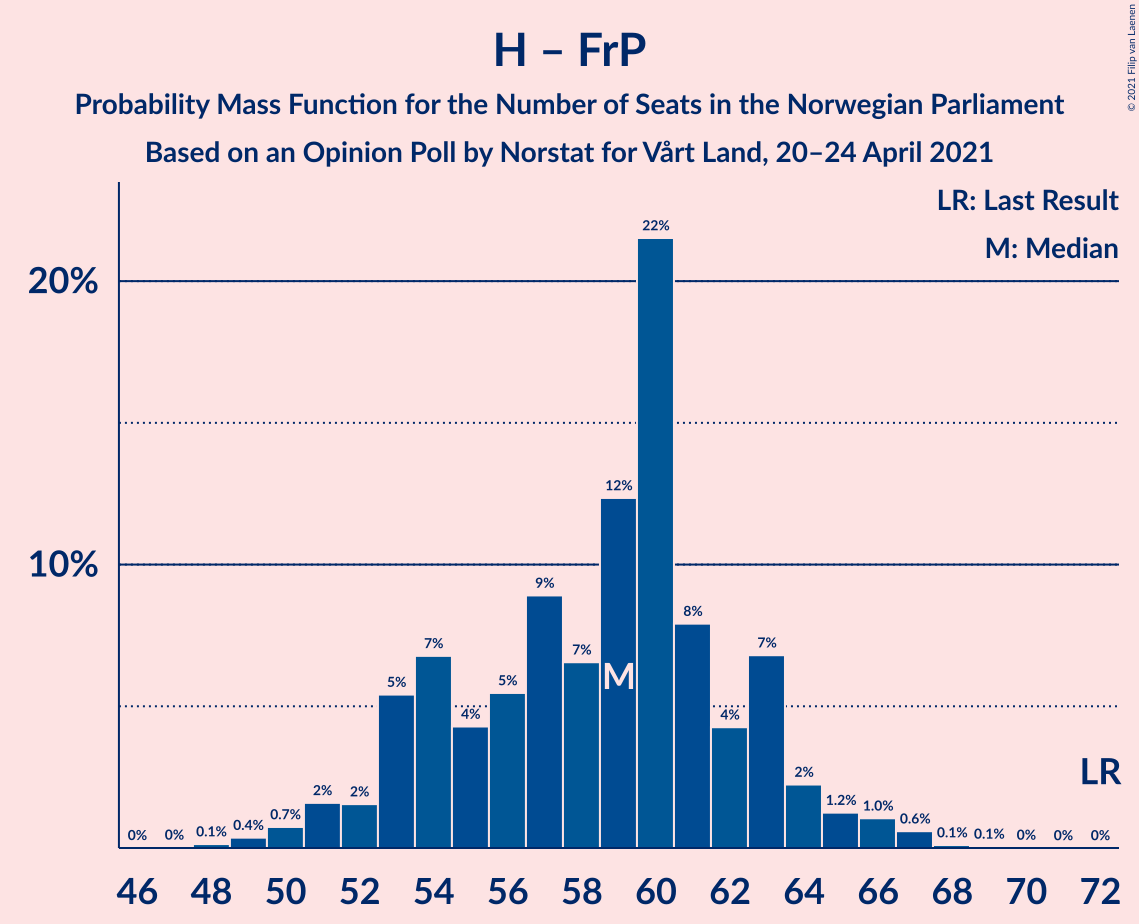 H – FrP
Probability Mass Function for the Number of Seats in the Norwegian Parliament
Based on an Opinion Poll by Norstat for Vårt Land, 20–24 April 2021
© 2021 Filip van Laenen
LR: Last Result
M: Median
20%
10%
0% 0% 0.1% 0.4% 0.7% 2% 2% 5% 7% 4% 5% 9% 7% 12% 22% 8% 4% 7% 2% 1.2% 1.0% 0.6% 0.1% 0.1% 0% 0% 0%
M
LR
46 48 50 52 54 56 58 60 62 64 66 68 70 72